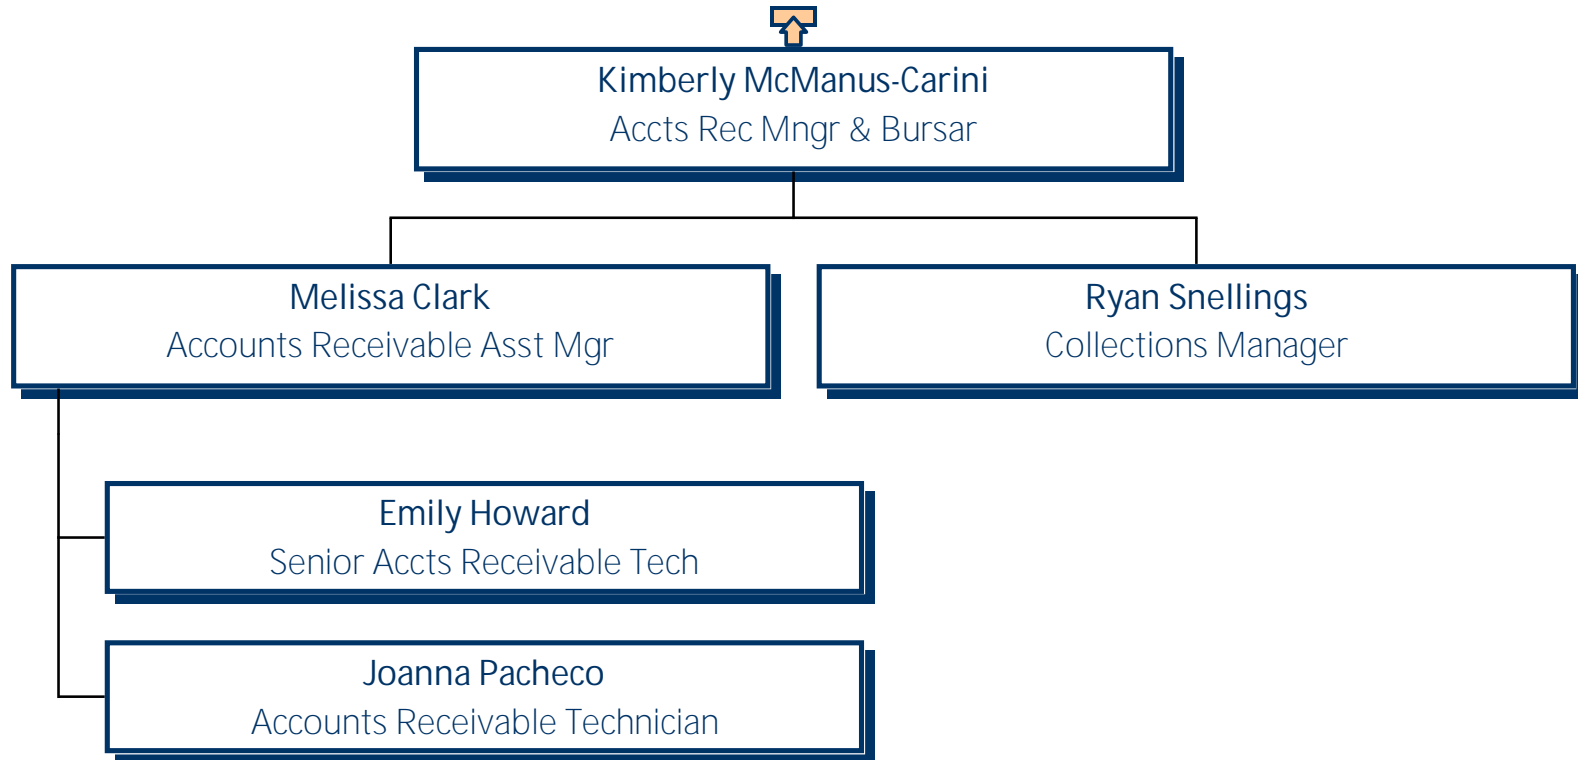 Kimberly McManus-Carini
Accts Rec Mngr & Bursar
Melissa Clark
Accounts Receivable Asst Mgr
Ryan Snellings
Collections Manager
Emily Howard
Senior Accts Receivable Tech
Joanna Pacheco
Accounts Receivable Technician